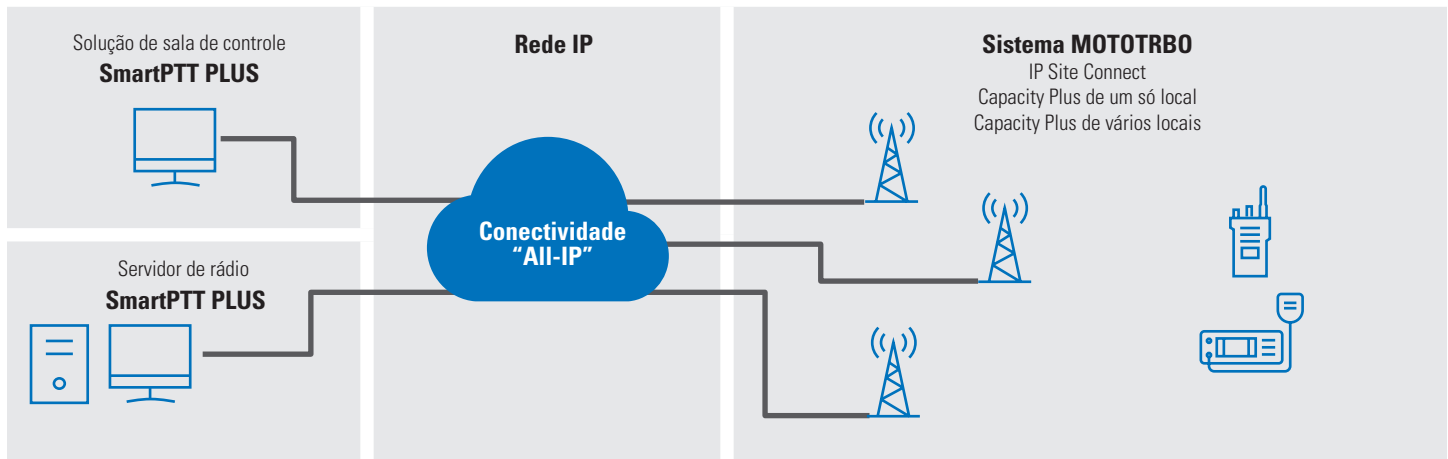 Solução de sala de controle
SmartPTT PLUS
Servidor de rádio
SmartPTT PLUS
Rede IP
Conectividade
“All-IP”
Sistema MOTOTRBO
IP Site Connect
Capacity Plus de um só local
Capacity Plus de vários locais